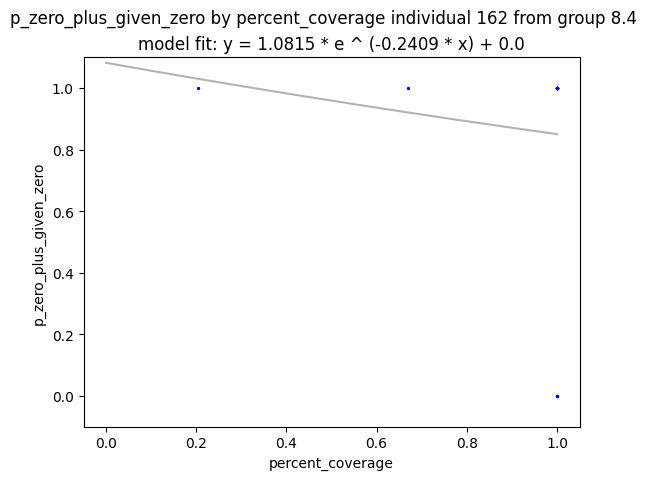 p_zero_plus_given_zero by percent_coverage individual 162 from group 8.4
model fit: y = 1.0815 * e ^ (-0.2409 * x) + 0.0
1.0
0.8
0.6
0.4
0.2
0.0
p_zero_plus_given_zero
0.0 0.2 0.4 0.6 0.8 1.0
percent_coverage